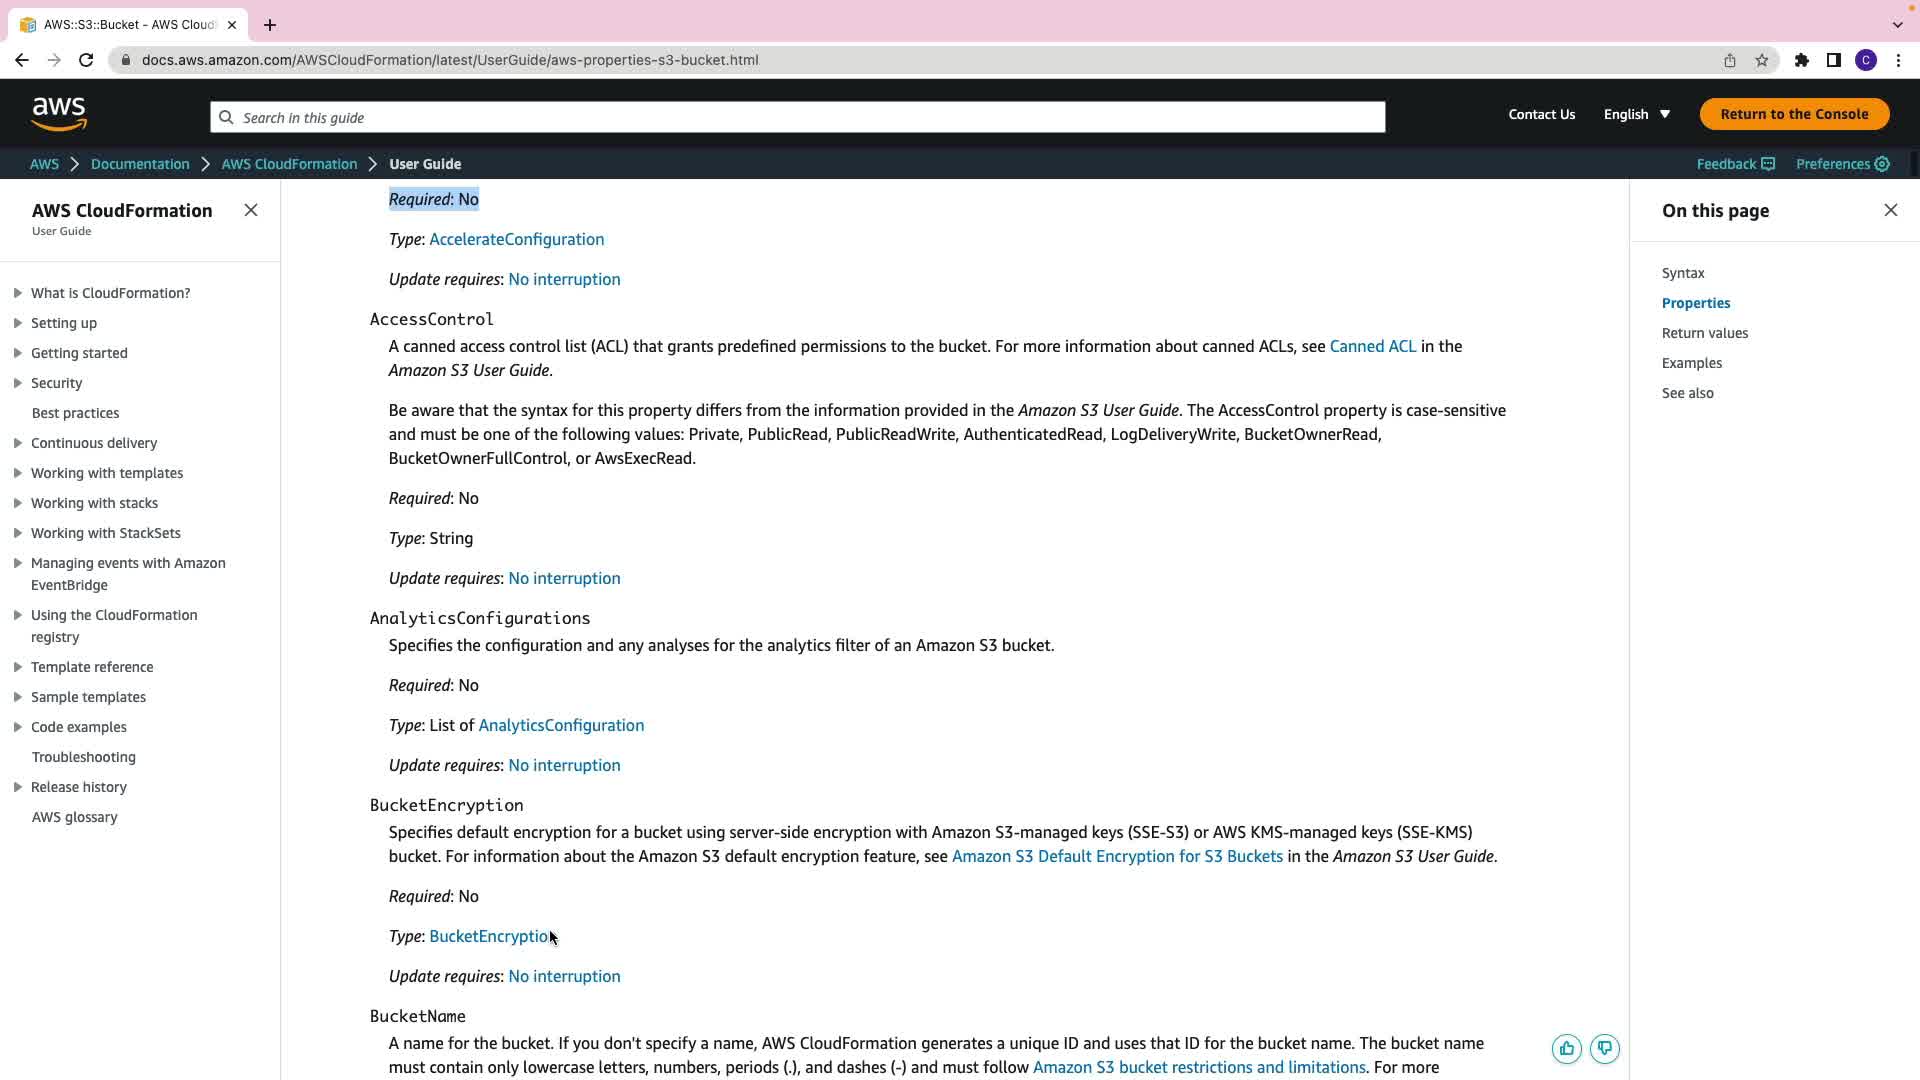 AWS::S3::Bucket - AWS Cloud
docs.aws.amazon.com/AWSCloudFormation/latest/UserGuide/aws-properties-s3-bucket.html
C
aws
Search in this guide
Contact Us
English
Return to the Console
AWS
Documentation
AWS CloudFormation
User Guide
Feedback
Preferences
AWS CloudFormation
User Guide
What is CloudFormation?
Setting up
Getting started
Security
Best practices
Continuous delivery
Working with templates
Working with stacks
Working with StackSets
Managing events with Amazon
EventBridge
Using the CloudFormation
registry
Template reference
Sample templates
Code examples
Troubleshooting
Release history
AWS glossary
Required: No
Type: AccelerateConfiguration
Update requires: No interruption
AccessControl
A canned access control list (ACL) that grants predefined permissions to the bucket. For more information about canned ACLs, see Canned ACL in the
Amazon S3 User Guide.
Be aware that the syntax for this property differs from the information provided in the Amazon S3 User Guide. The AccessControl property is case-sensitive
and must be one of the following values: Private, PublicRead, PublicReadWrite, AuthenticatedRead, LogDeliveryWrite, BucketOwnerRead,
BucketOwnerFullControl, or AwsExecRead.
Required: No
Type: String
Update requires: No interruption
AnalyticsConfigurations
Specifies the configuration and any analyses for the analytics filter of an Amazon S3 bucket.
Required: No
Type: List of AnalyticsConfiguration
Update requires: No interruption
BucketEncryption
Specifies default encryption for a bucket using server-side encryption with Amazon S3-managed keys (SSE-S3) or AWS KMS-managed keys (SSE-KMS)
bucket. For information about the Amazon S3 default encryption feature, see Amazon S3 Default Encryption for S3 Buckets in the Amazon S3 User Guide.
Required: No
Type: BucketEncryptio
Update requires: No interruption
BucketName
A name for the bucket. If you don't specify a name, AWS CloudFormation generates a unique ID and uses that ID for the bucket name. The bucket name
must contain only lowercase letters, numbers, periods (.), and dashes (-) and must follow Amazon S3 bucket restrictions and limitations. For more
On this page
Syntax
Properties
Return values
Examples
See also